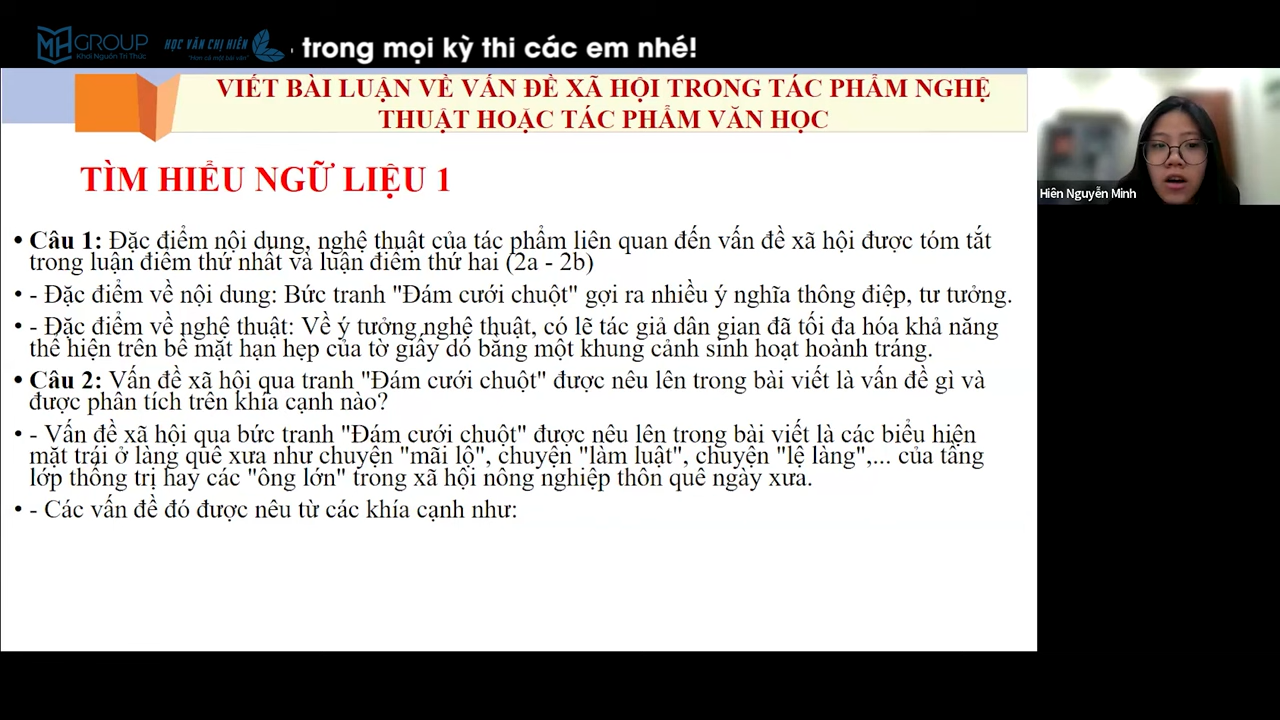 MH GROUP
Khai Nguồn Tri Thức
HỌC VĂN CHỊ HIÊN
"Hơn cả một bài văn"
- trong mọi kỳ thi các em nhé!
VIẾT BÀI LUẬN VỀ VẤN ĐỀ XÃ HỘI TRONG TÁC PHẨM NGHỆ
THUẬT HOẶC TÁC PHẨM VĂN HỌC
Hiên Nguyễn Minh
TÌM HIỂU NGỮ LIỆU 1
• Câu 1: Đặc điểm nội dung, nghệ thuật của tác phẩm liên quan đến vấn đề xã hội được tóm tắt
trong luận điểm thứ nhất và luận điểm thứ hai (2a - 2b)
• - Đặc điểm về nội dung: Bức tranh "Đám cưới chuột" gợi ra nhiều ý nghĩa thông điệp, tư tưởng.
• - Đặc điểm về nghệ thuật: Về ý tưởng nghệ thuật, có lẽ tác giả dân gian đã tối đa hóa khả năng
thể hiện trên bề mặt hạn hẹp của tờ giấy dó bằng một khung cảnh sinh hoạt hoành tráng.
• Câu 2: Vấn đề xã hội qua tranh "Đám cưới chuột" được nêu lên trong bài viết là vấn đề gì và
được phân tích trên khía cạnh nào?
• - Vấn đề xã hội qua bức tranh "Đám cưới chuột" được nêu lên trong bài viết là các biểu hiện
mặt trái ở làng quê xưa như chuyện "mãi lộ", chuyện "làm luật", chuyện "lệ làng",... của tầng
lớp thống trị hay các "ông lớn" trong xã hội nông nghiệp thôn quê ngày xưa.
• - Các vấn đề đó được nêu từ các khía cạnh như: